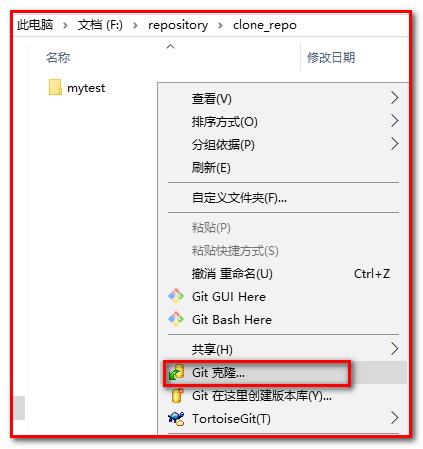 此电脑 > 文档 (F:) > repository > clone_repo
名称 修改日期
mytest
查看(V)
排序方式(O)
分组依据(P)
刷新(E)
自定义文件夹(F)...
粘贴(P)
粘贴快捷方式(S)
撤消 重命名(U) Ctrl+Z
Git GUI Here
Git Bash Here
共享(H)
Git 克隆...
Git 在这里创建版本库(Y)...
TortoiseGit(T)